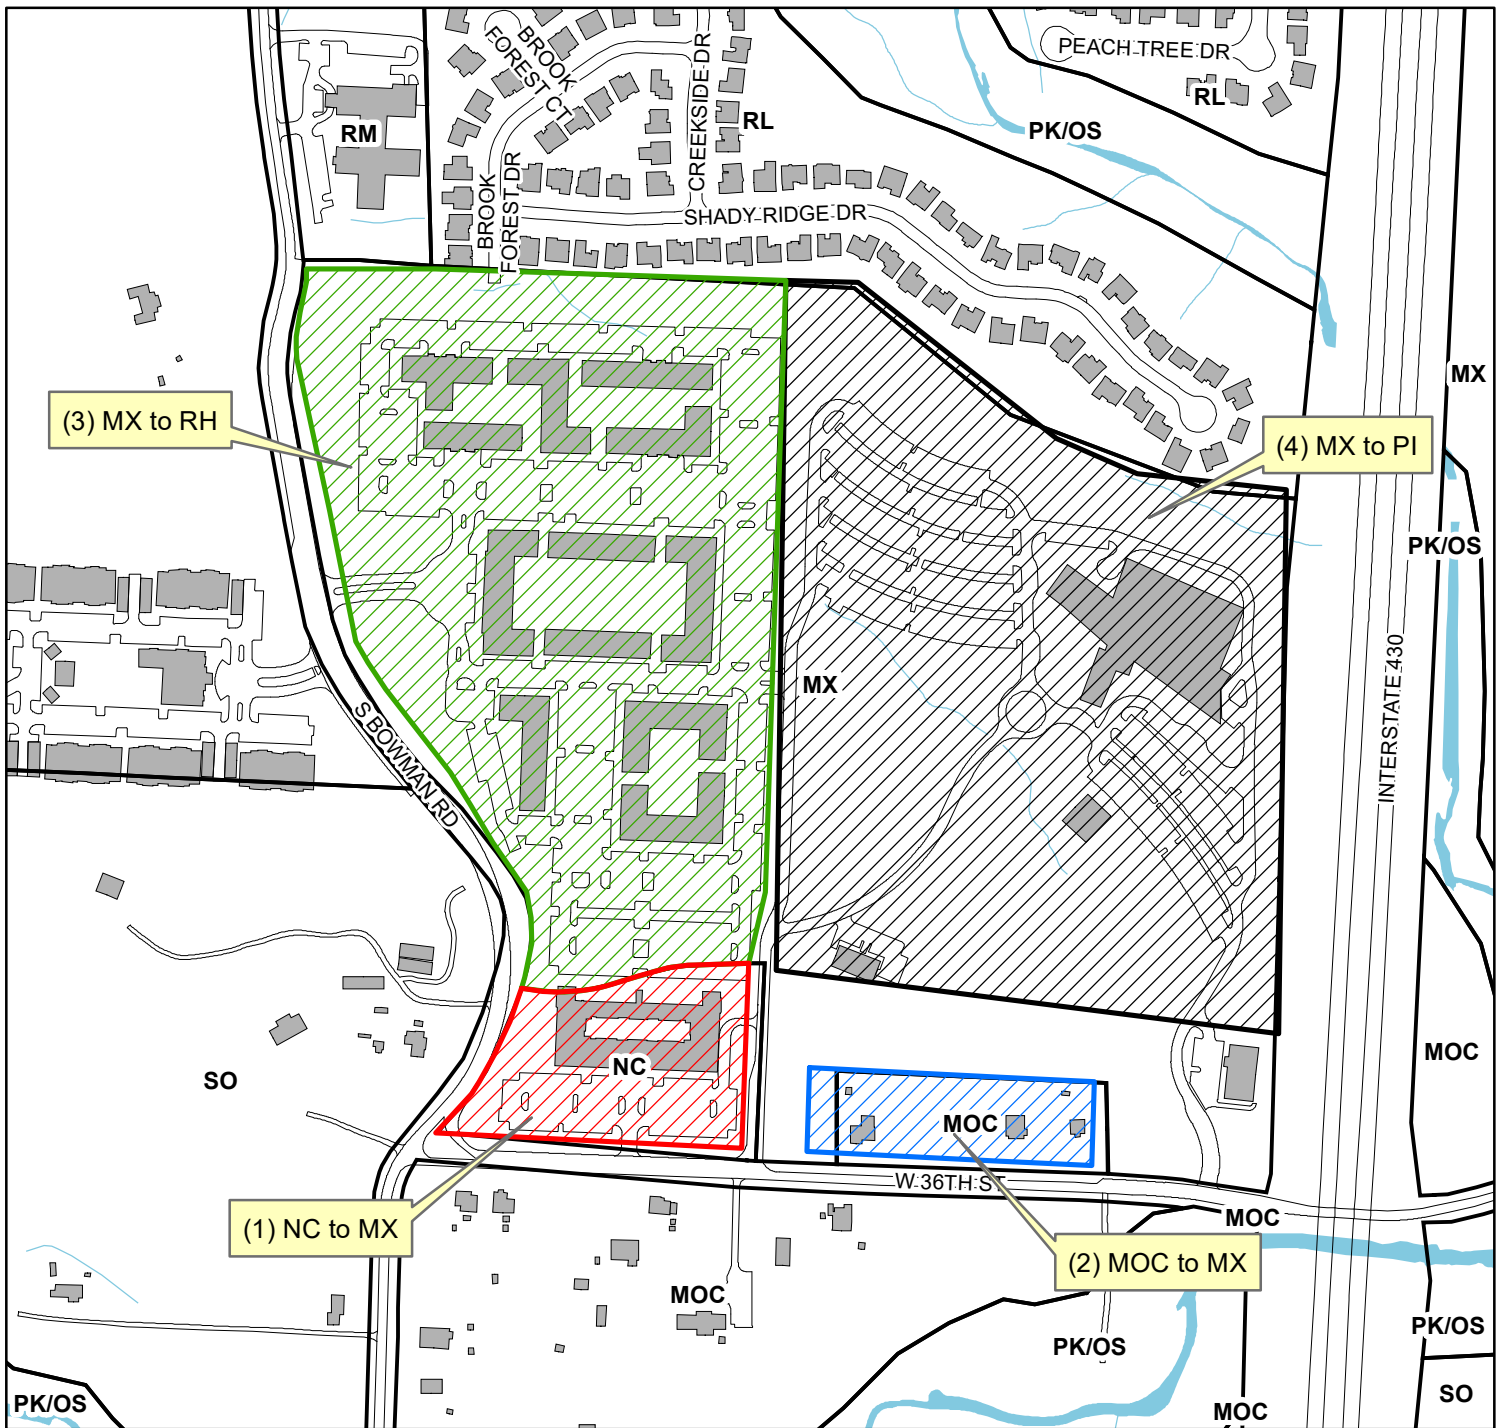 BROOK
FOREST CT
CREEKSIDE DR
PEACH TREE DR
RL
RM
RL
PK/OS
BROOK
FOREST DR
SHADY RIDGE DR
MX
(3) MX to RH
(4) MX to PI
PK/OS
MX
INTERSTATE 430
S BOWMAN RD
MOC
NC
SO
MOC
W 36TH ST
(1) NC to MX
MOC
(2) MOC to MX
MOC
PK/OS
PK/OS
SO
PK/OS
MOC